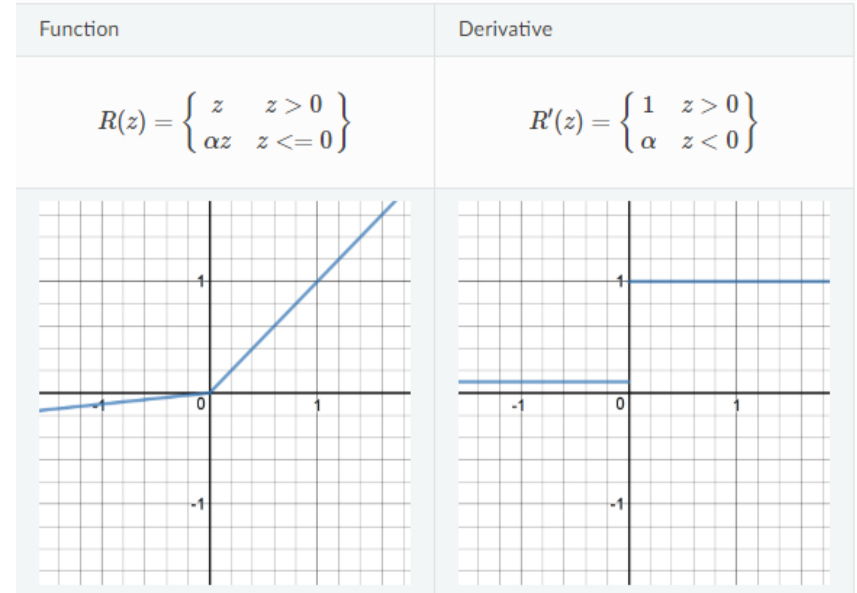 Function
Derivative
R(z) = { z z > 0
αz z <= 0 }
R′(z) = { 1 z > 0
α z < 0 }
1
-1
0
1
-1
1
-1
0
1
-1